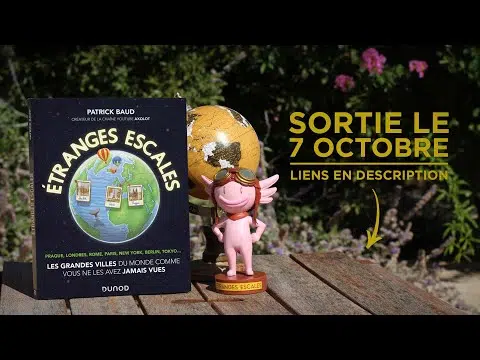 PATRICK BAUD
CRÉATEUR DE LA CHAÎNE YOUTUBE AXOLOT
ÉTRANGES ESCALES
PRAGUE, LONDRES, ROME, PARIS, NEW YORK, BERLIN, TOKYO...
LES GRANDES VILLES DU MONDE COMME
VOUS NE LES AVEZ JAMAIS VUES
DUNOD
ÉTRANGES ESCALES
SORTIE LE
7 OCTOBRE
LIENS EN DESCRIPTION